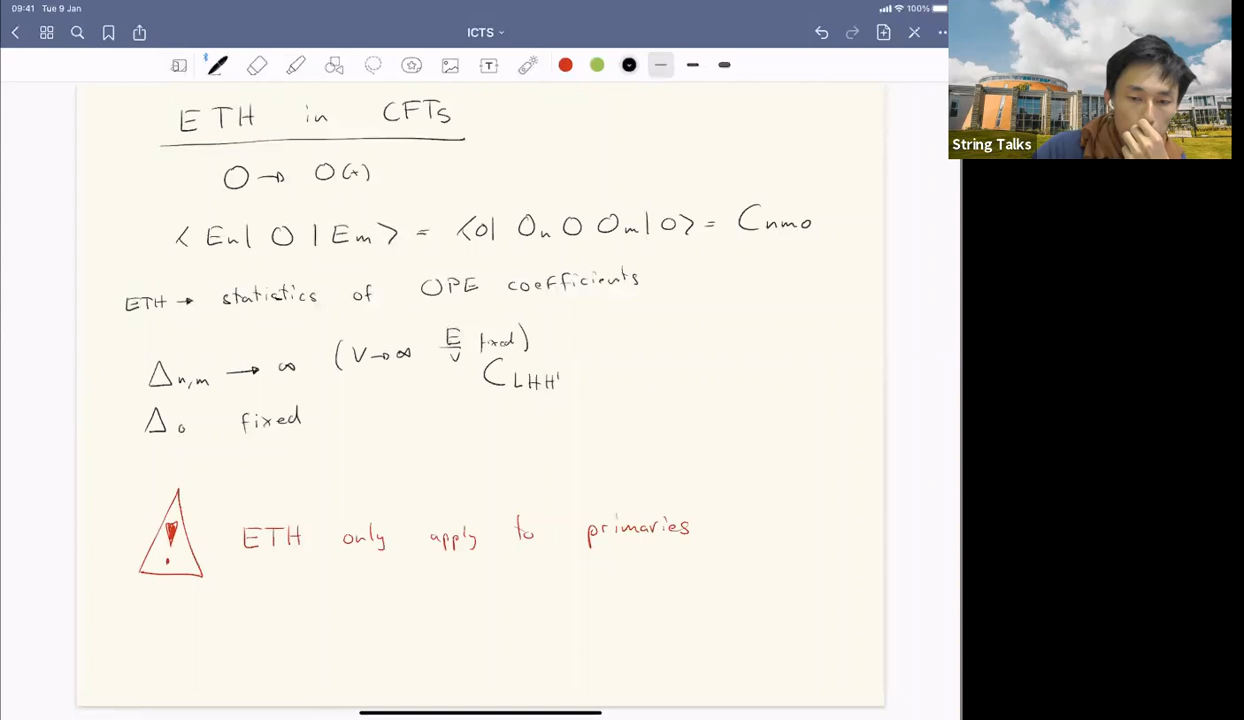 09:41 Tue 9 Jan
100%
ICTS
String Talks
ETH in CFTs
O → O(x)
< En| O | Em > = <0| On O Om | 0> = Cnmo
ETH → statistics of OPE coefficients
Δn,m → ∞ (V→∞ E/V fixed)
CLHH'
Δo fixed
! ETH only apply to primaries